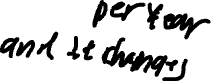 per year
and it changes